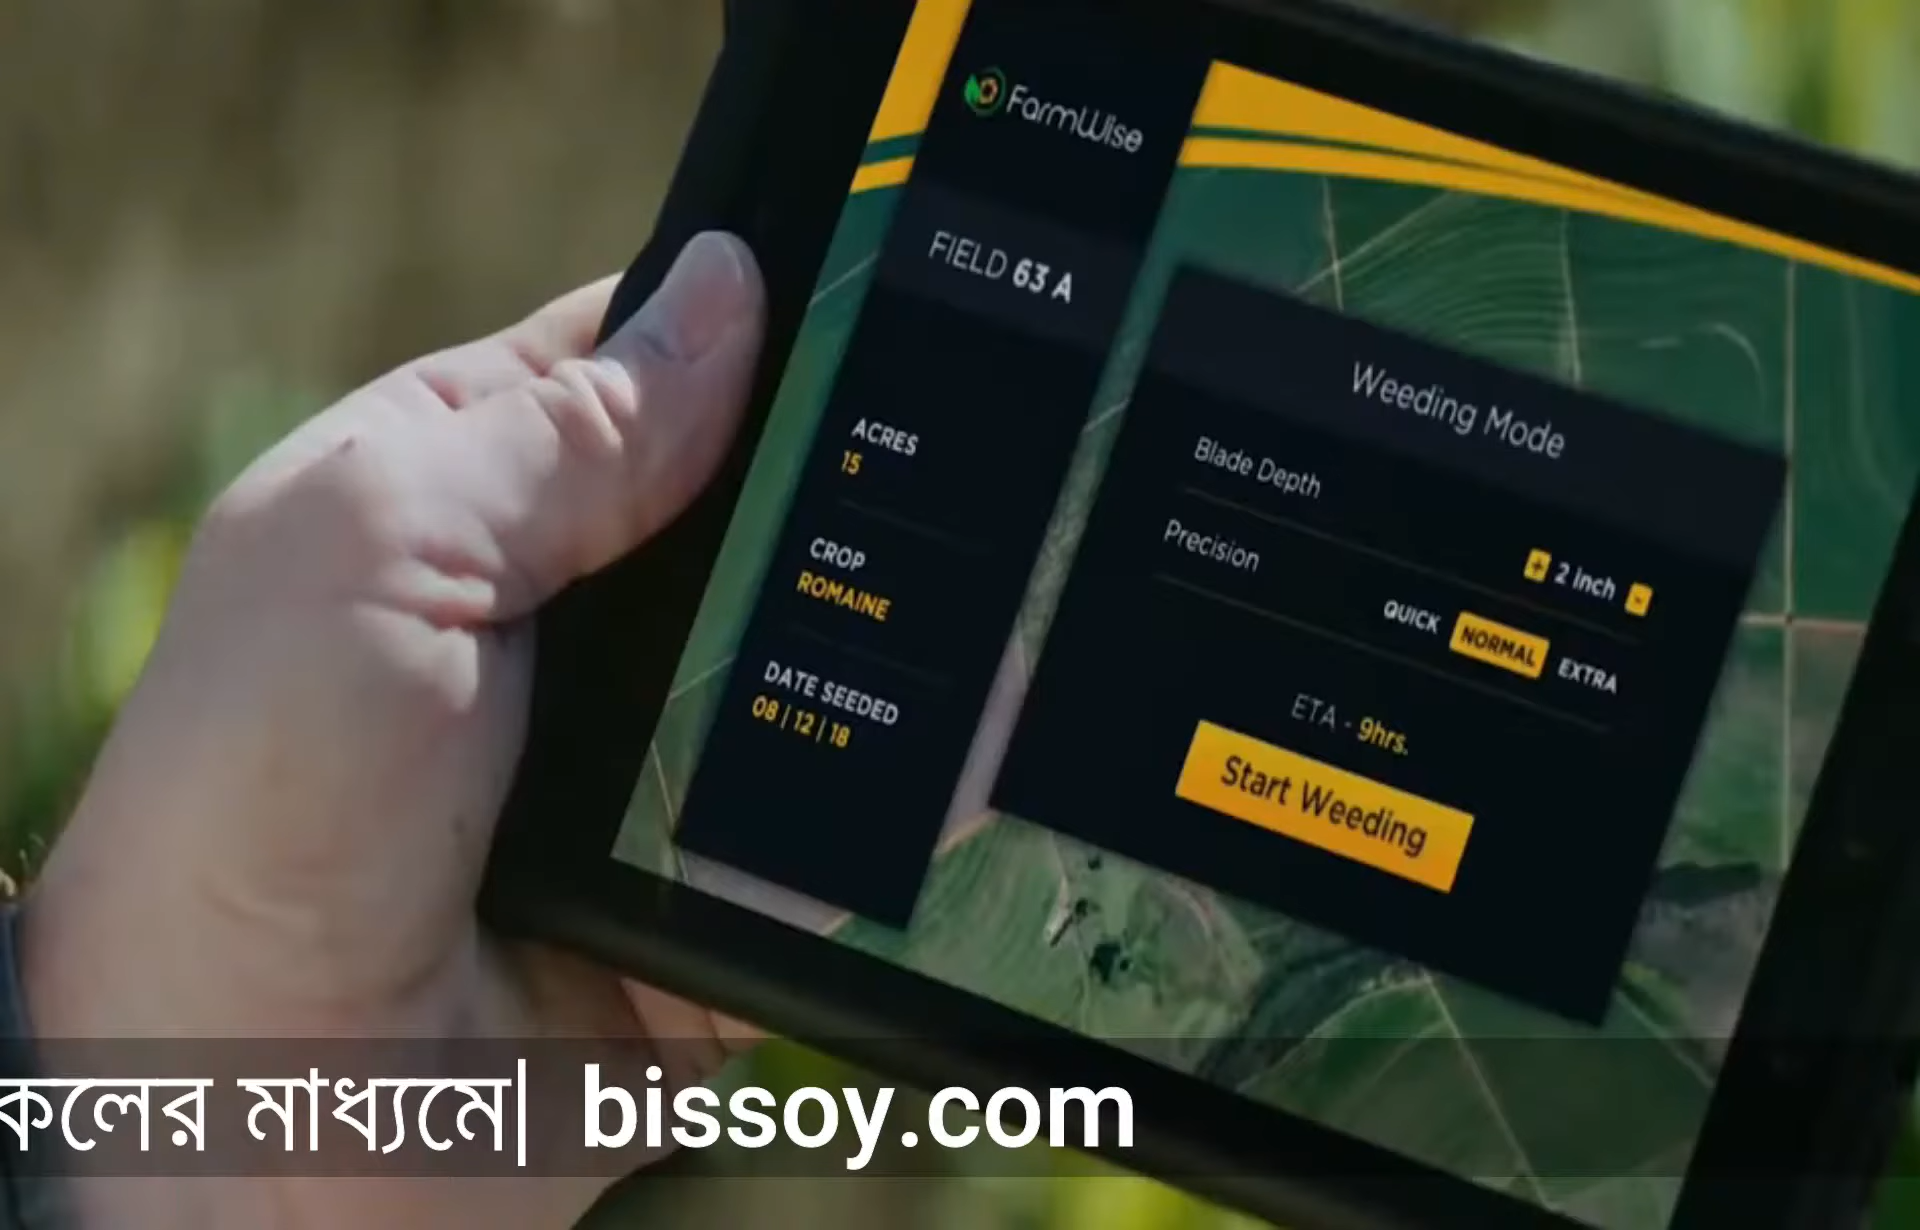 FarmWise
FIELD 63 A
ACRES
15
CROP
ROMAINE
DATE SEEDED
08 | 12 | 18
Weeding Mode
Blade Depth
+ 2 inch -
Precision
QUICK NORMAL EXTRA
ETA - 9hrs.
Start Weeding
কলের মাধ্যমে| bissoy.com